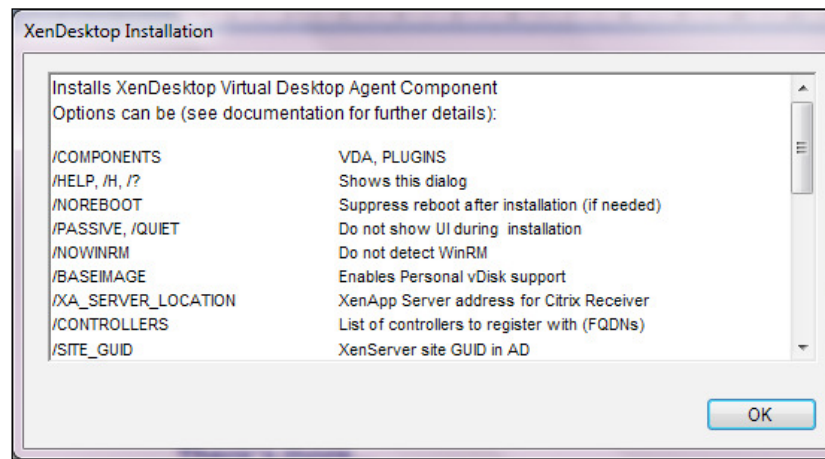 XenDesktop Installation
Installs XenDesktop Virtual Desktop Agent Component
Options can be (see documentation for further details):
/COMPONENTS VDA, PLUGINS
/HELP, /H, /? Shows this dialog
/NOREBOOT Suppress reboot after installation (if needed)
/PASSIVE, /QUIET Do not show UI during installation
/NOWINRM Do not detect WinRM
/BASEIMAGE Enables Personal vDisk support
/XA_SERVER_LOCATION XenApp Server address for Citrix Receiver
/CONTROLLERS List of controllers to register with (FQDNs)
/SITE_GUID XenServer site GUID in AD
OK